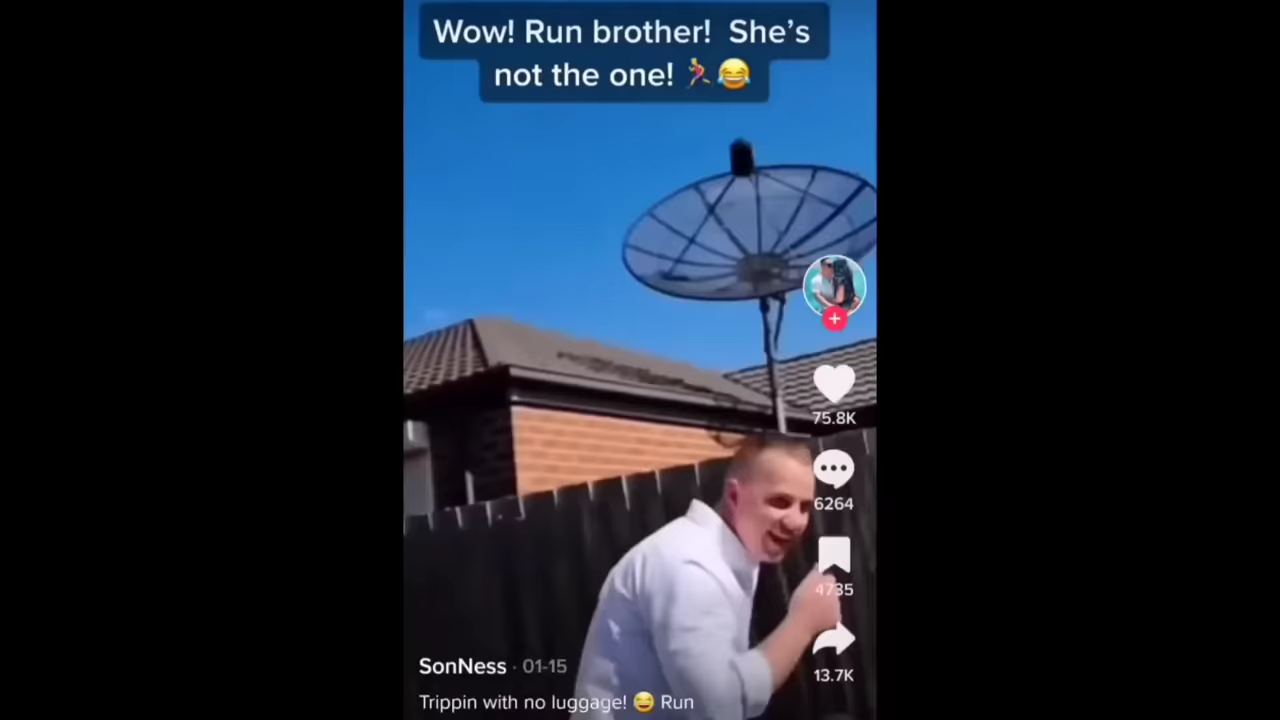 Wow! Run brother!  She's
not the one! 🏃😂
75.8K
6264
4735
13.7K
SonNess · 01-15
Trippin with no luggage! 😂 Run